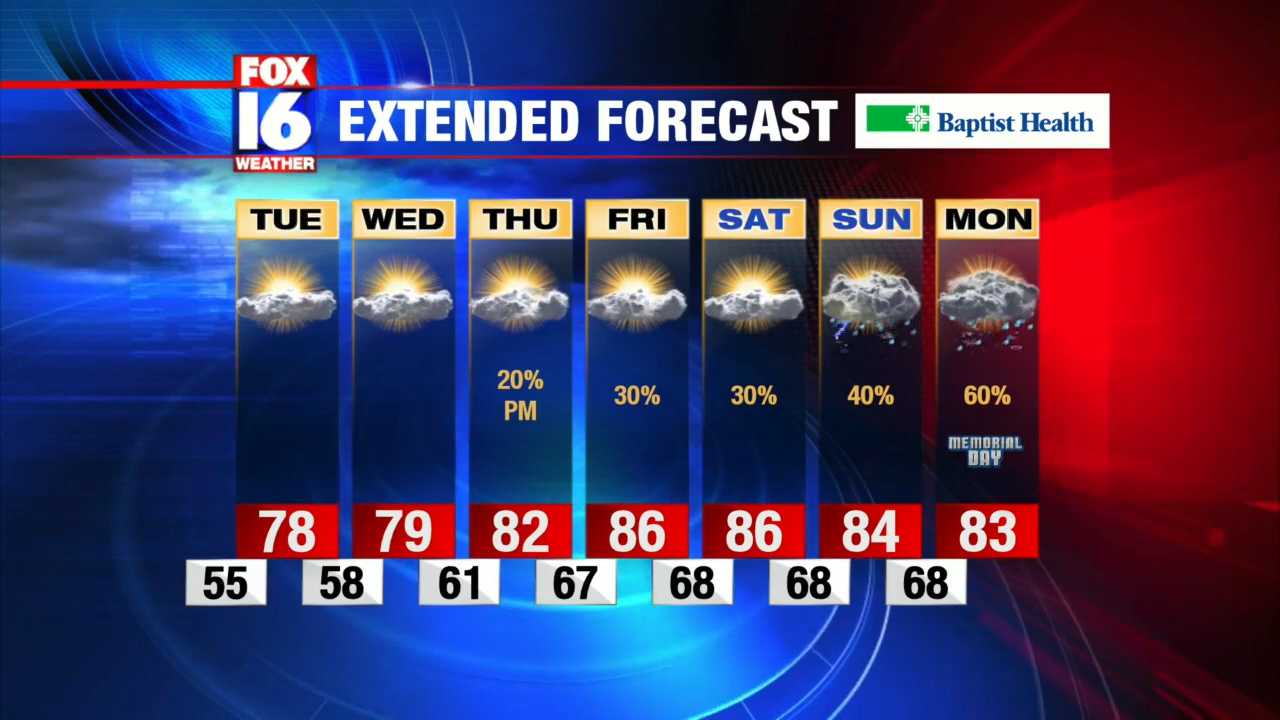 FOX
16
WEATHER
EXTENDED FORECAST
Baptist Health
TUE WED THU FRI SAT SUN MON
20%
PM
30% 30% 40% 60%
MEMORIAL
DAY
78 79 82 86 86 84 83
55 58 61 67 68 68 68